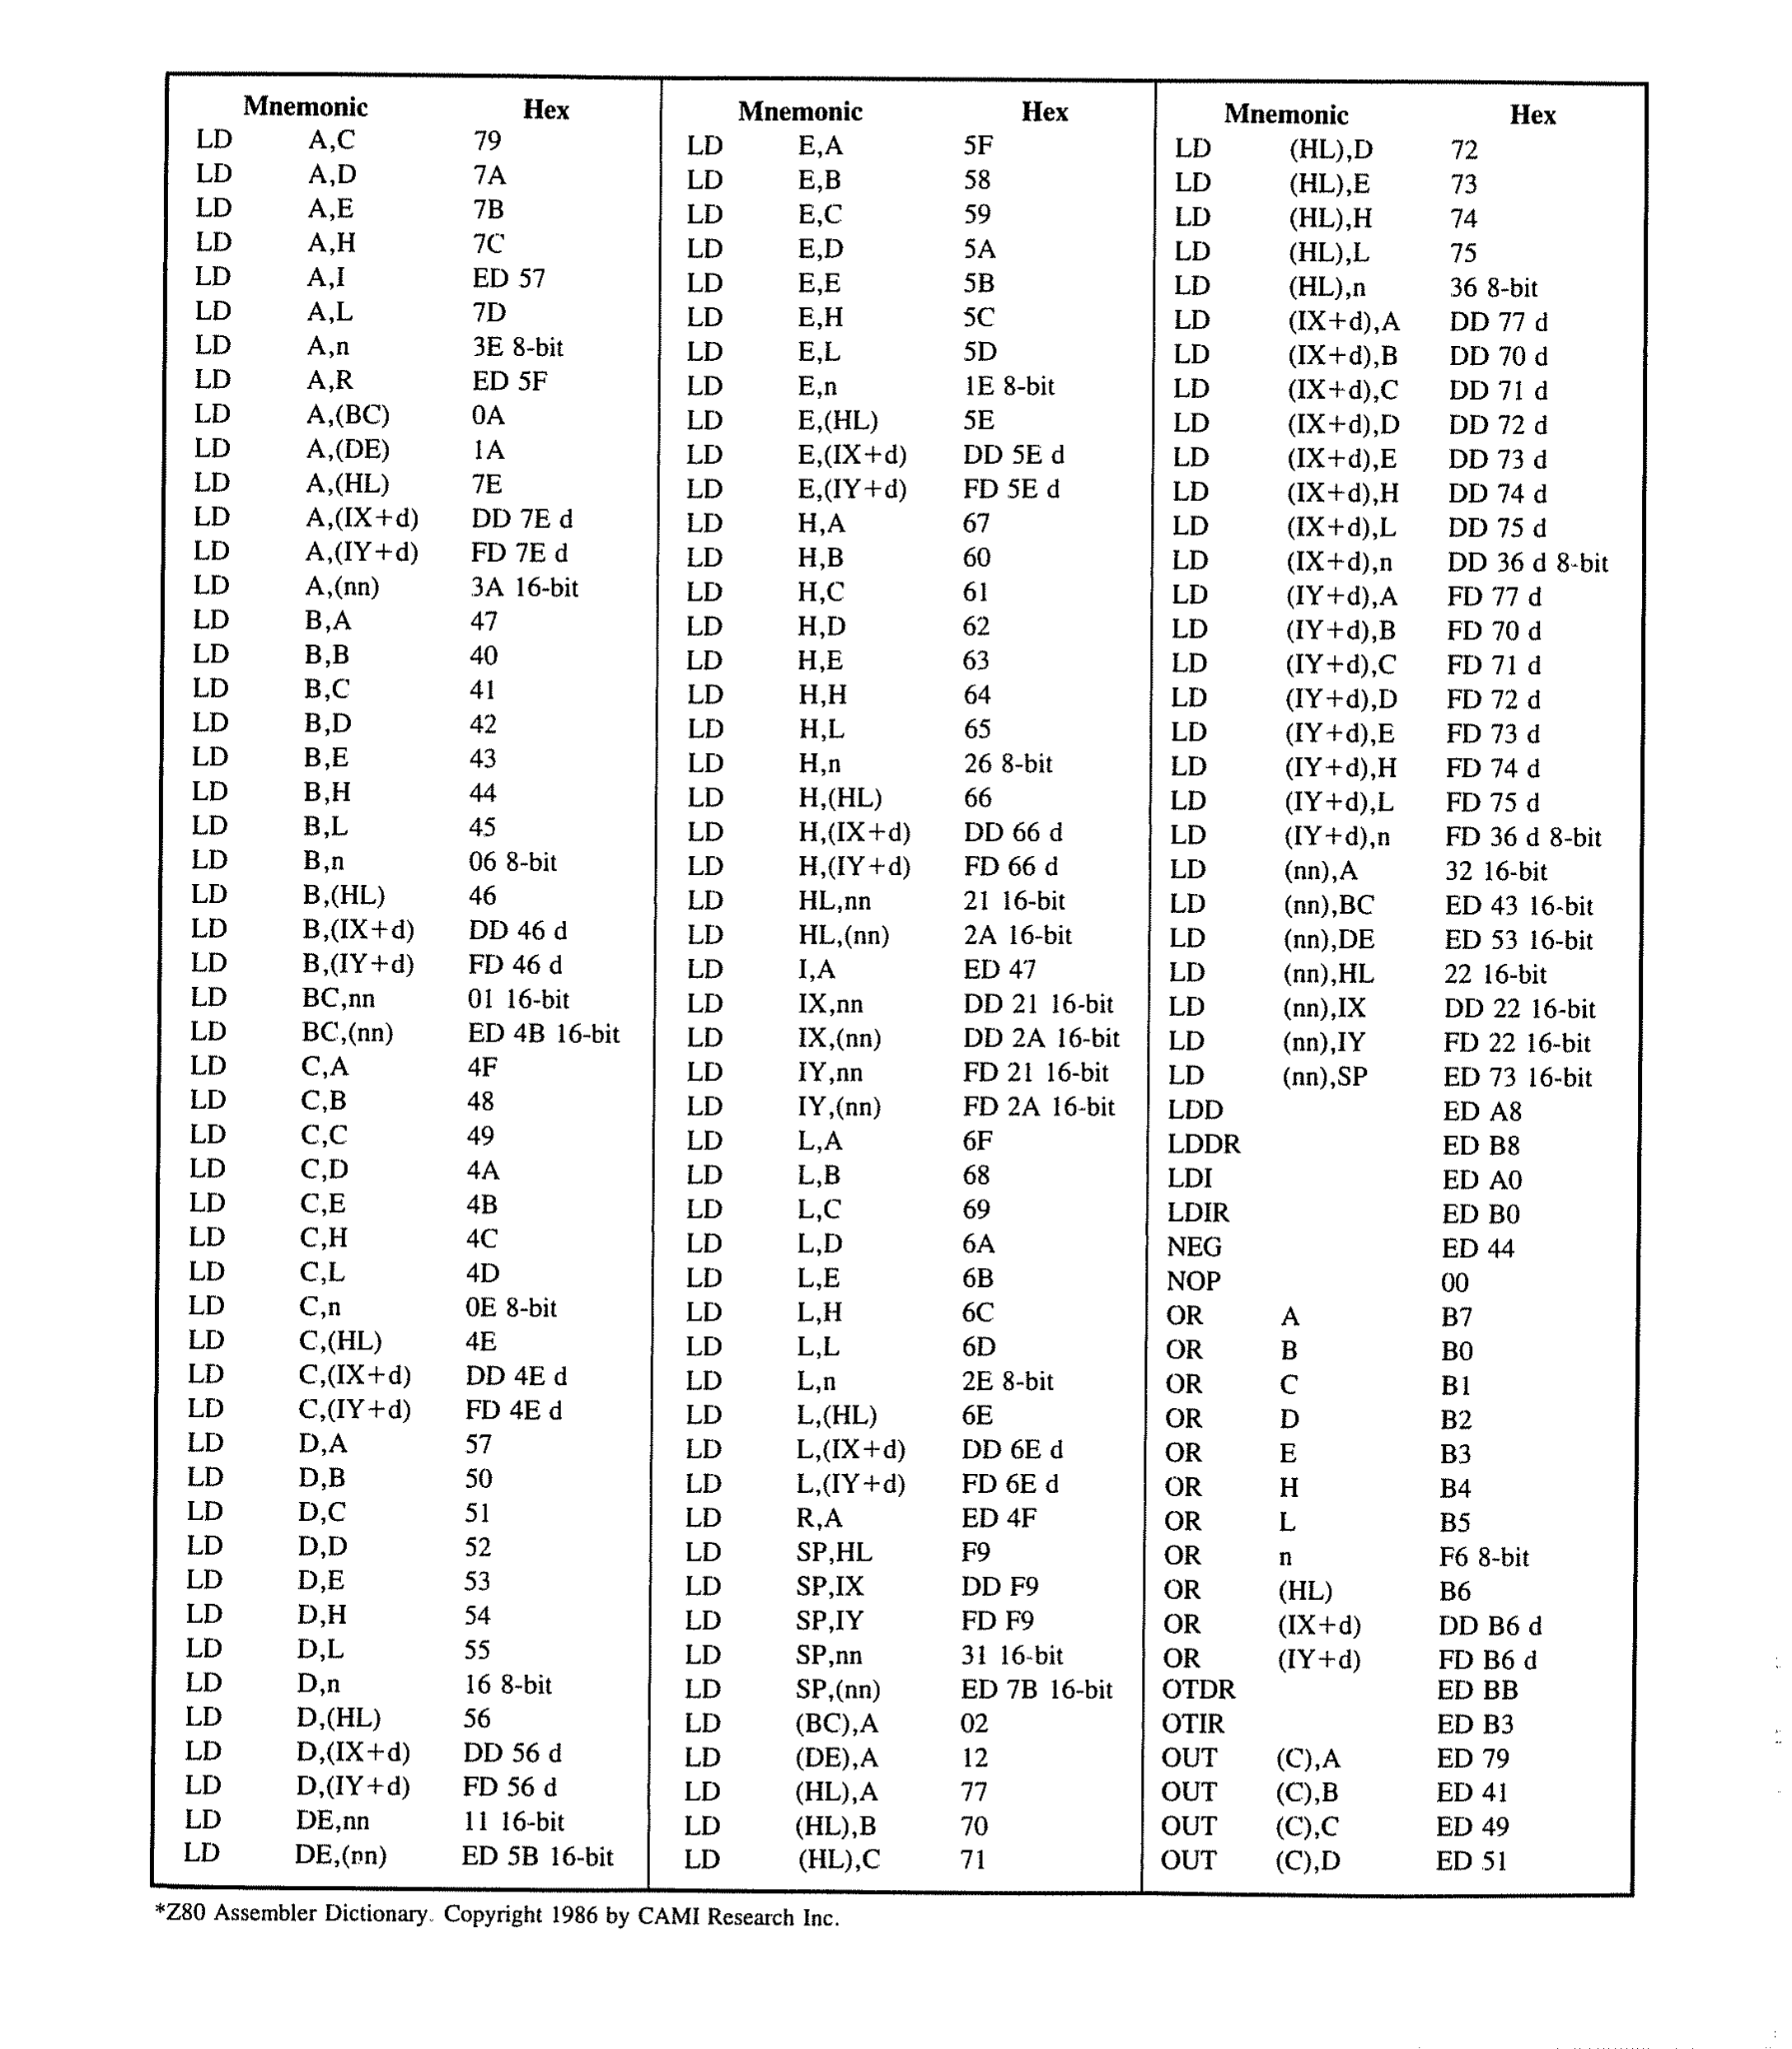 Mnemonic Hex
LD A,C 79
LD A,D 7A
LD A,E 7B
LD A,H 7C
LD A,I ED 57
LD A,L 7D
LD A,n 3E 8-bit
LD A,R ED 5F
LD A,(BC) 0A
LD A,(DE) 1A
LD A,(HL) 7E
LD A,(IX+d) DD 7E d
LD A,(IY+d) FD 7E d
LD A,(nn) 3A 16-bit
LD B,A 47
LD B,B 40
LD B,C 41
LD B,D 42
LD B,E 43
LD B,H 44
LD B,L 45
LD B,n 06 8-bit
LD B,(HL) 46
LD B,(IX+d) DD 46 d
LD B,(IY+d) FD 46 d
LD BC,nn 01 16-bit
LD BC,(nn) ED 4B 16-bit
LD C,A 4F
LD C,B 48
LD C,C 49
LD C,D 4A
LD C,E 4B
LD C,H 4C
LD C,L 4D
LD C,n 0E 8-bit
LD C,(HL) 4E
LD C,(IX+d) DD 4E d
LD C,(IY+d) FD 4E d
LD D,A 57
LD D,B 50
LD D,C 51
LD D,D 52
LD D,E 53
LD D,H 54
LD D,L 55
LD D,n 16 8-bit
LD D,(HL) 56
LD D,(IX+d) DD 56 d
LD D,(IY+d) FD 56 d
LD DE,nn 11 16-bit
LD DE,(nn) ED 5B 16-bit
Mnemonic Hex
LD E,A 5F
LD E,B 58
LD E,C 59
LD E,D 5A
LD E,E 5B
LD E,H 5C
LD E,L 5D
LD E,n 1E 8-bit
LD E,(HL) 5E
LD E,(IX+d) DD 5E d
LD E,(IY+d) FD 5E d
LD H,A 67
LD H,B 60
LD H,C 61
LD H,D 62
LD H,E 63
LD H,H 64
LD H,L 65
LD H,n 26 8-bit
LD H,(HL) 66
LD H,(IX+d) DD 66 d
LD H,(IY+d) FD 66 d
LD HL,nn 21 16-bit
LD HL,(nn) 2A 16-bit
LD I,A ED 47
LD IX,nn DD 21 16-bit
LD IX,(nn) DD 2A 16-bit
LD IY,nn FD 21 16-bit
LD IY,(nn) FD 2A 16-bit
LD L,A 6F
LD L,B 68
LD L,C 69
LD L,D 6A
LD L,E 6B
LD L,H 6C
LD L,L 6D
LD L,n 2E 8-bit
LD L,(HL) 6E
LD L,(IX+d) DD 6E d
LD L,(IY+d) FD 6E d
LD R,A ED 4F
LD SP,HL F9
LD SP,IX DD F9
LD SP,IY FD F9
LD SP,nn 31 16-bit
LD SP,(nn) ED 7B 16-bit
LD (BC),A 02
LD (DE),A 12
LD (HL),A 77
LD (HL),B 70
LD (HL),C 71
Mnemonic Hex
LD (HL),D 72
LD (HL),E 73
LD (HL),H 74
LD (HL),L 75
LD (HL),n 36 8-bit
LD (IX+d),A DD 77 d
LD (IX+d),B DD 70 d
LD (IX+d),C DD 71 d
LD (IX+d),D DD 72 d
LD (IX+d),E DD 73 d
LD (IX+d),H DD 74 d
LD (IX+d),L DD 75 d
LD (IX+d),n DD 36 d 8-bit
LD (IY+d),A FD 77 d
LD (IY+d),B FD 70 d
LD (IY+d),C FD 71 d
LD (IY+d),D FD 72 d
LD (IY+d),E FD 73 d
LD (IY+d),H FD 74 d
LD (IY+d),L FD 75 d
LD (IY+d),n FD 36 d 8-bit
LD (nn),A 32 16-bit
LD (nn),BC ED 43 16-bit
LD (nn),DE ED 53 16-bit
LD (nn),HL 22 16-bit
LD (nn),IX DD 22 16-bit
LD (nn),IY FD 22 16-bit
LD (nn),SP ED 73 16-bit
LDD ED A8
LDDR ED B8
LDI ED A0
LDIR ED B0
NEG ED 44
NOP 00
OR A B7
OR B B0
OR C B1
OR D B2
OR E B3
OR H B4
OR L B5
OR n F6 8-bit
OR (HL) B6
OR (IX+d) DD B6 d
OR (IY+d) FD B6 d
OTDR ED BB
OTIR ED B3
OUT (C),A ED 79
OUT (C),B ED 41
OUT (C),C ED 49
OUT (C),D ED 51
*Z80 Assembler Dictionary. Copyright 1986 by CAMI Research Inc.